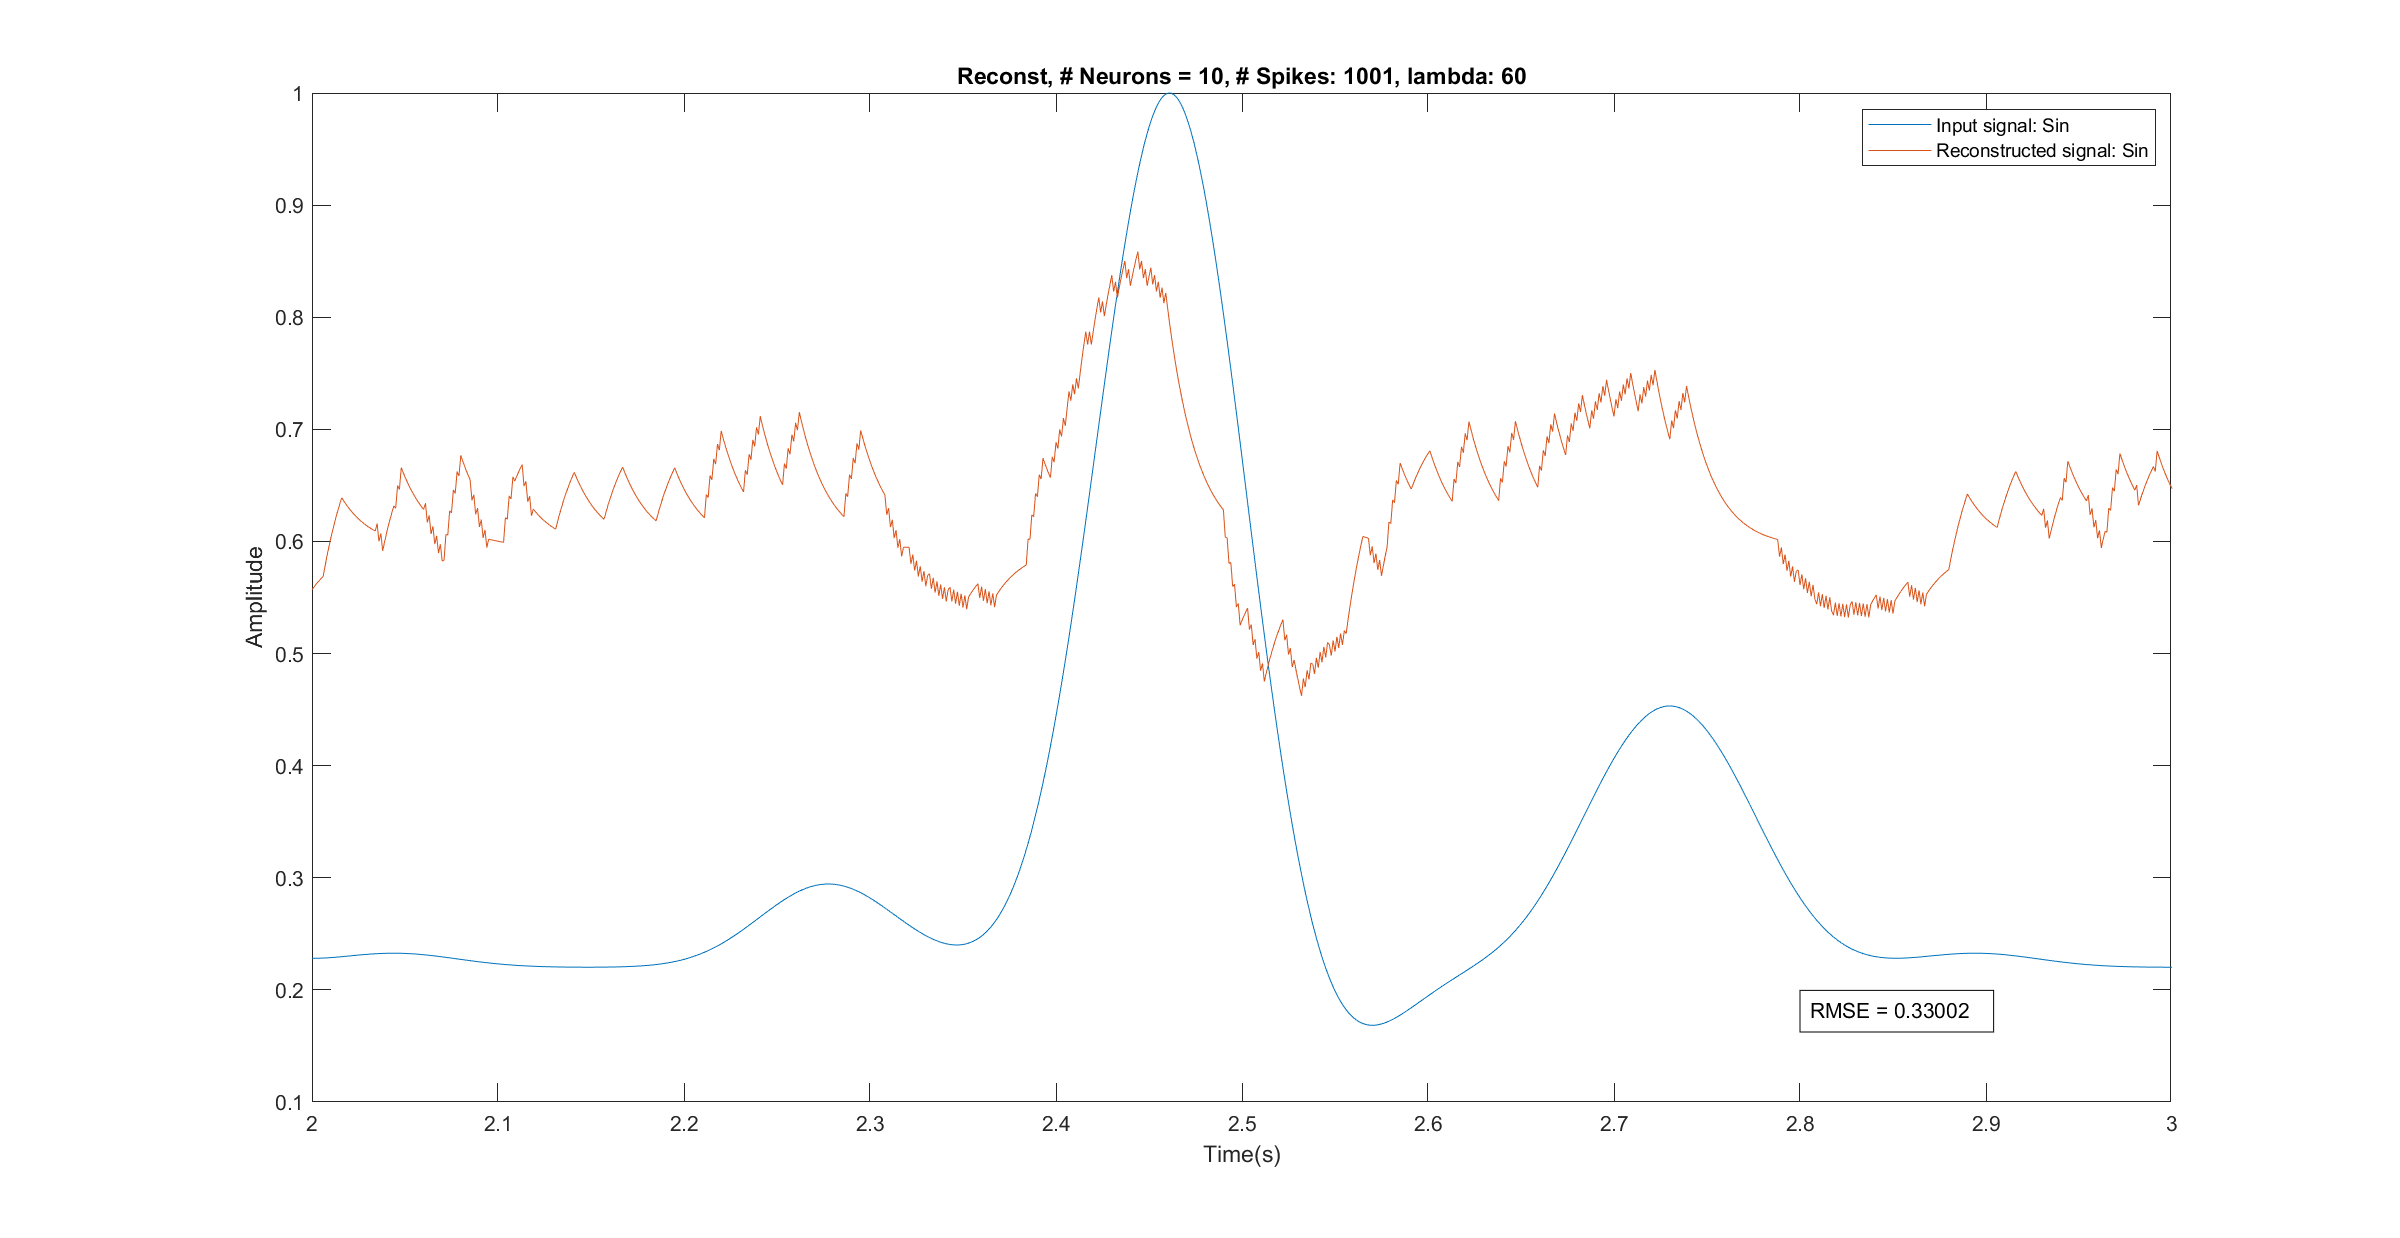 Reconst, # Neurons = 10, # Spikes: 1001, lambda: 60
Input signal: Sin
Reconstructed signal: Sin
1
0.9
0.8
0.7
0.6
0.5
0.4
0.3
0.2
0.1
Amplitude
RMSE = 0.33002
2 2.1 2.2 2.3 2.4 2.5 2.6 2.7 2.8 2.9 3
Time(s)